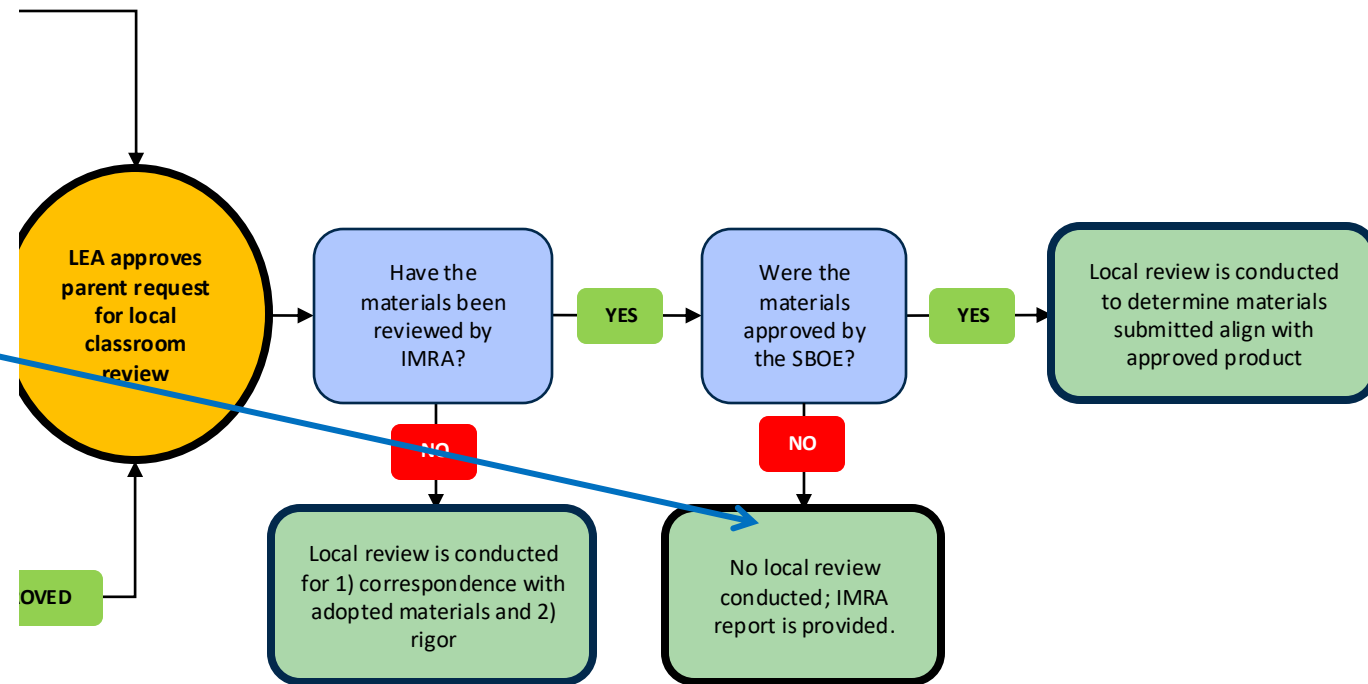 LEA approves
parent request
for local
classroom
review
Have the
materials been
reviewed by
IMRA?
YES
Were the
materials
approved by
the SBOE?
YES
Local review is conducted
to determine materials
submitted align with
approved product
NO
NO
Local review is conducted
for 1) correspondence with
adopted materials and 2)
rigor
No local review
conducted; IMRA
report is provided.
OVED